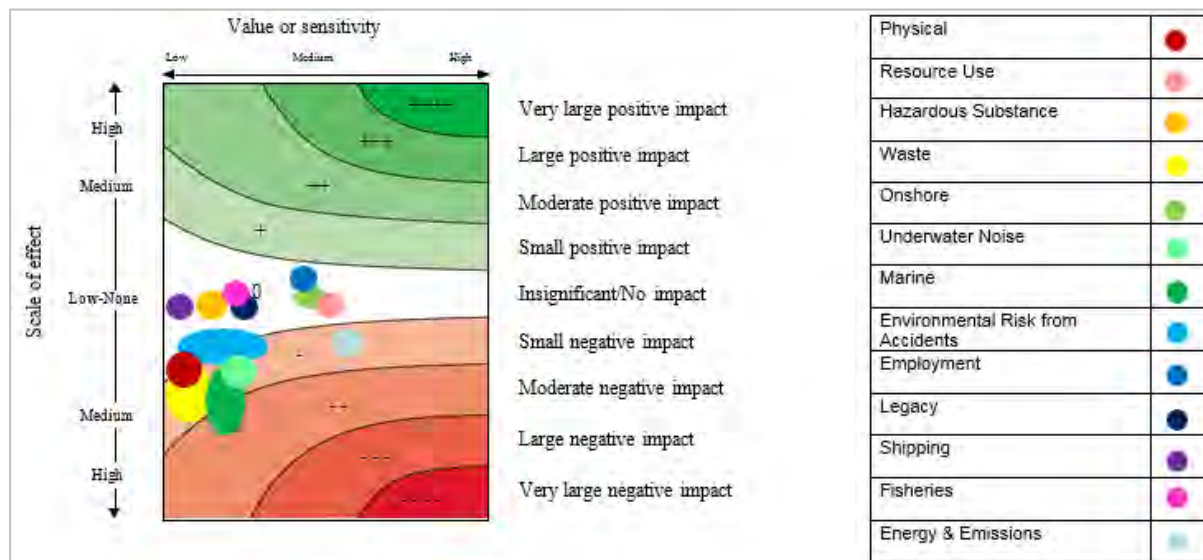 Value or sensitivity
Low Medium High
Scale of effect
High
Medium
Low-None
Medium
High
++++
+++
++
+
0
-
--
---
----
Very large positive impact
Large positive impact
Moderate positive impact
Small positive impact
Insignificant/No impact
Small negative impact
Moderate negative impact
Large negative impact
Very large negative impact
Physical
Resource Use
Hazardous Substance
Waste
Onshore
Underwater Noise
Marine
Environmental Risk from
Accidents
Employment
Legacy
Shipping
Fisheries
Energy & Emissions